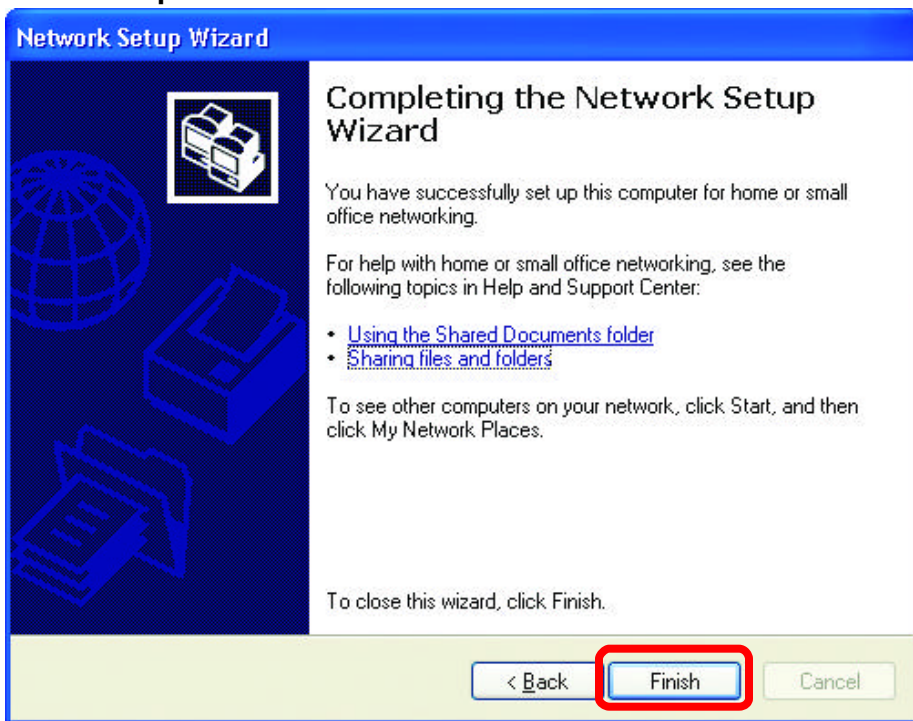 Network Setup Wizard
Completing the Network Setup
Wizard
You have successfully set up this computer for home or small
office networking.
For help with home or small office networking, see the
following topics in Help and Support Center:
• Using the Shared Documents folder
• Sharing files and folders
To see other computers on your network, click Start, and then
click My Network Places.
To close this wizard, click Finish.
< Back Finish Cancel